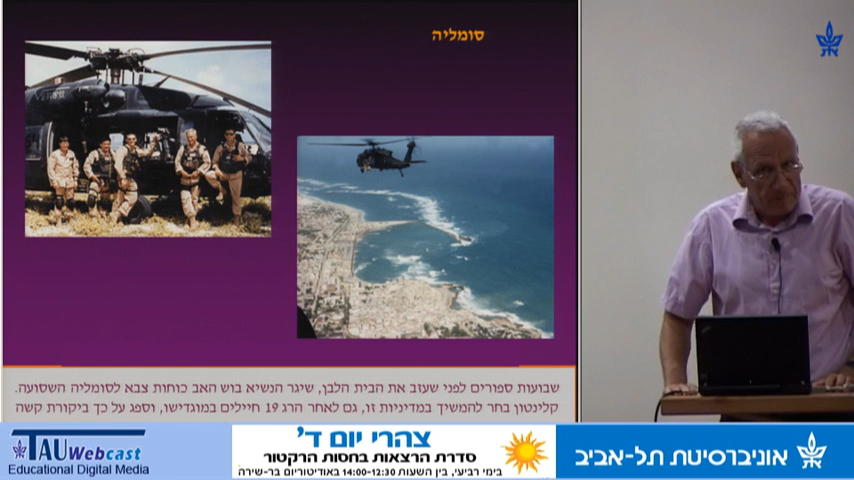 סומליה
שבועות ספורים לפני שעזב את הבית הלבן, שיגר הנשיא בוש האב כוחות צבא לסומליה השסועה.
קלינטון בחר להמשיך במדיניות זו, גם לאחר הרג 19 חיילים במוגדישו, וספג על כך ביקורת קשה
TAU Webcast
Educational Digital Media
צהרי יום ד'
סדרת הרצאות בחסות הרקטור
בימי רביעי, בין השעות 14:00-12:30 באודיטוריום בר-שירה
אוניברסיטת תל-אביב